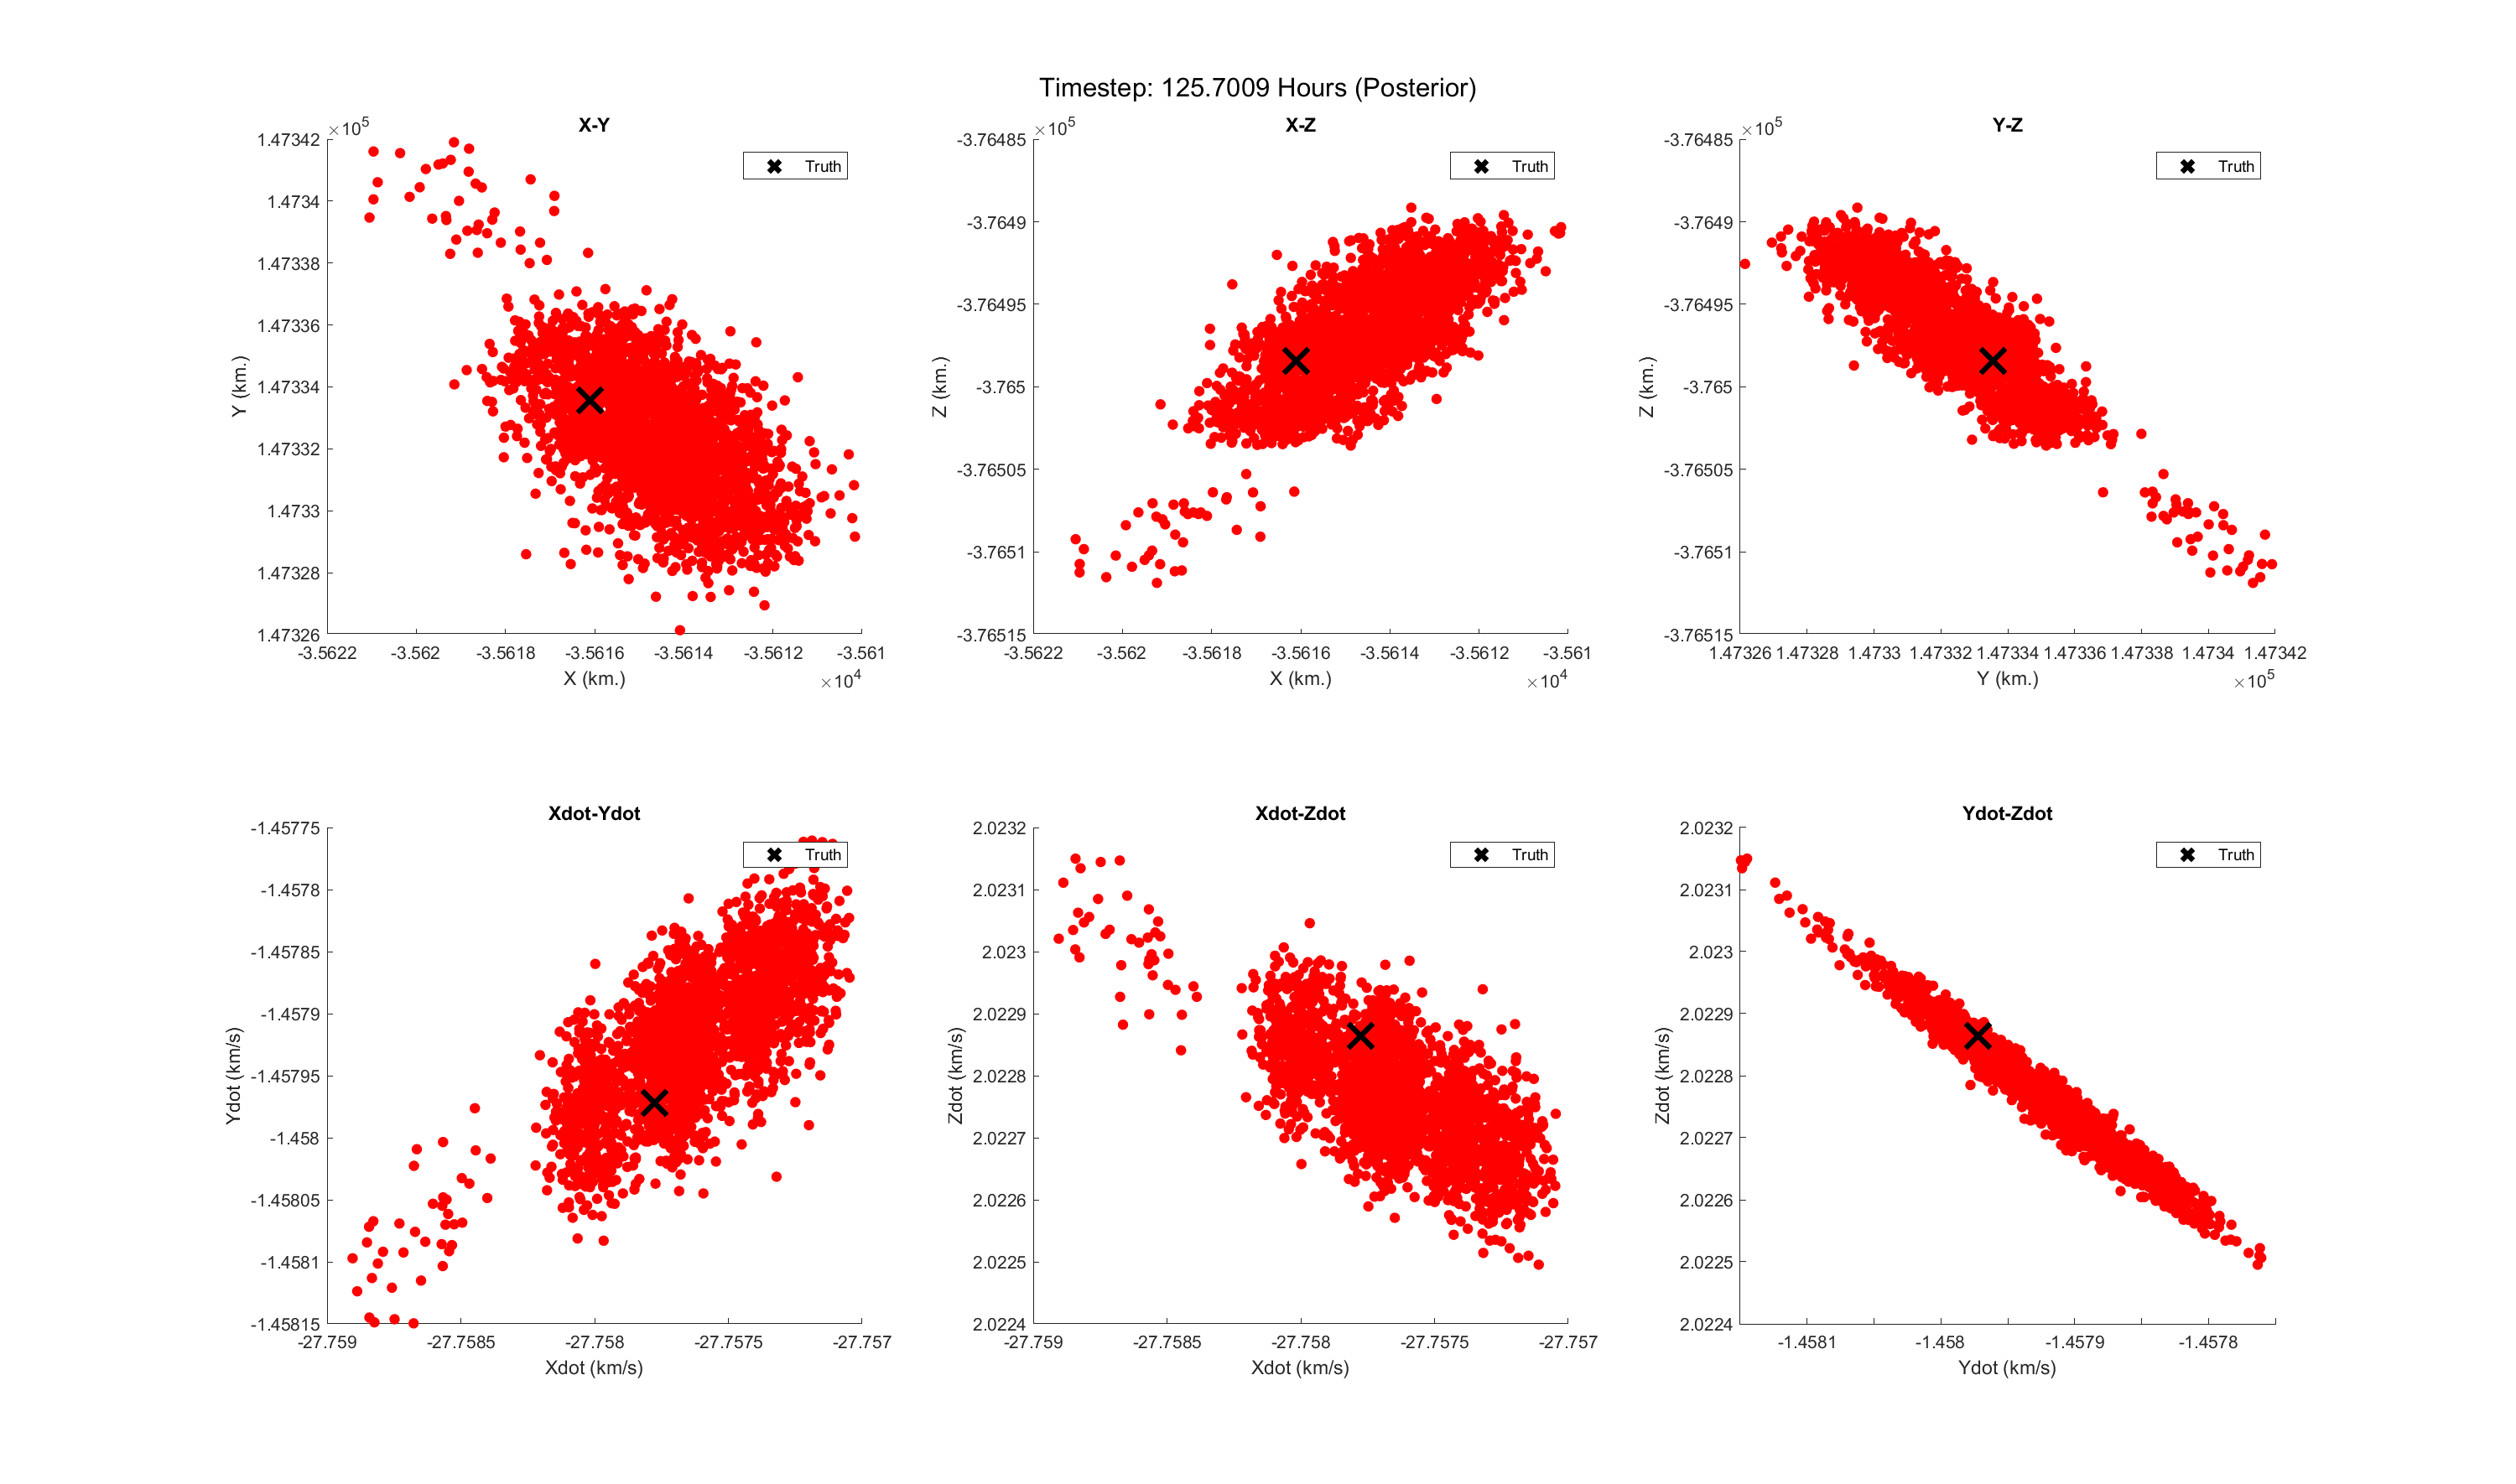 Timestep: 125.7009 Hours (Posterior)
X-Y
×10^5
1.47342
1.4734
1.47338
1.47336
1.47334
1.47332
1.4733
1.47328
1.47326
Y (km.)
Truth
-3.5622 -3.562 -3.5618 -3.5616 -3.5614 -3.5612 -3.561
X (km.)
×10^4
X-Z
×10^5
-3.76485
-3.7649
-3.76495
-3.765
-3.76505
-3.7651
-3.76515
Z (km.)
Truth
-3.5622 -3.562 -3.5618 -3.5616 -3.5614 -3.5612 -3.561
X (km.)
×10^4
Y-Z
×10^5
-3.76485
-3.7649
-3.76495
-3.765
-3.76505
-3.7651
-3.76515
Z (km.)
Truth
1.47326 1.47328 1.4733 1.47332 1.47334 1.47336 1.47338 1.4734 1.47342
Y (km.)
×10^5
Xdot-Ydot
-1.45775
-1.4578
-1.45785
-1.4579
-1.45795
-1.458
-1.45805
-1.4581
-1.45815
Ydot (km/s)
Truth
-27.759 -27.7585 -27.758 -27.7575 -27.757
Xdot (km/s)
Xdot-Zdot
2.0232
2.0231
2.023
2.0229
2.0228
2.0227
2.0226
2.0225
2.0224
Zdot (km/s)
Truth
-27.759 -27.7585 -27.758 -27.7575 -27.757
Xdot (km/s)
Ydot-Zdot
2.0232
2.0231
2.023
2.0229
2.0228
2.0227
2.0226
2.0225
2.0224
Zdot (km/s)
Truth
-1.4581 -1.458 -1.4579 -1.4578
Ydot (km/s)